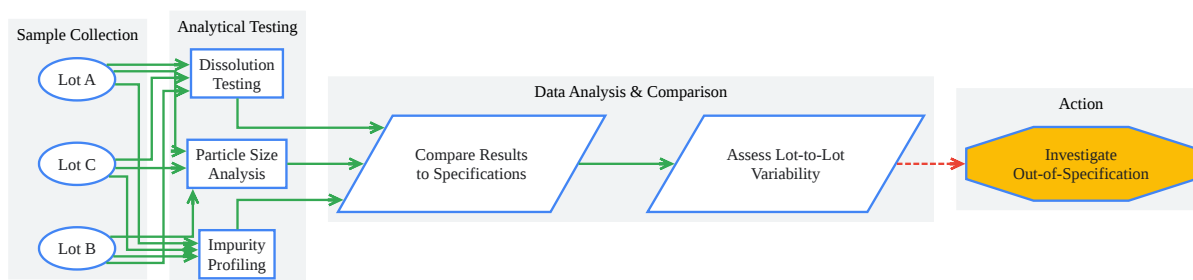 Sample Collection
Lot A
Lot C
Lot B
Analytical Testing
Dissolution
Testing
Particle Size
Analysis
Impurity
Profiling
Data Analysis & Comparison
Compare Results
to Specifications
Assess Lot-to-Lot
Variability
Action
Investigate
Out-of-Specification